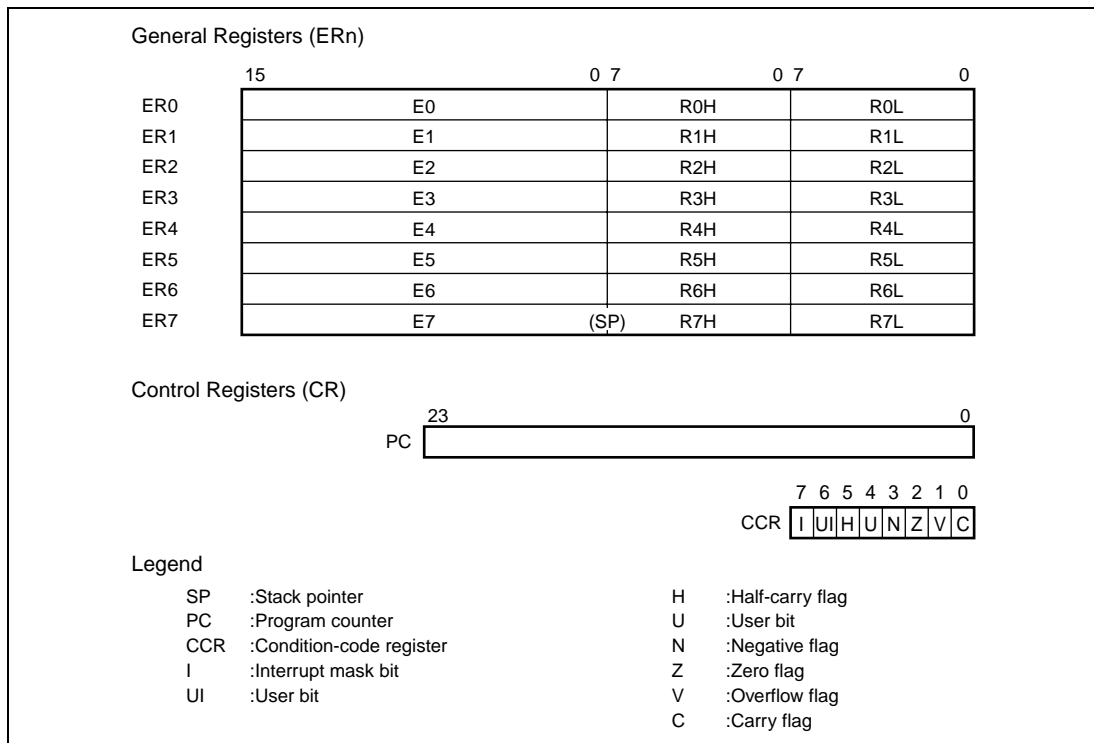 General Registers (ERn)
15 0 7 0 7 0
ER0 E0 R0H R0L
ER1 E1 R1H R1L
ER2 E2 R2H R2L
ER3 E3 R3H R3L
ER4 E4 R4H R4L
ER5 E5 R5H R5L
ER6 E6 R6H R6L
ER7 E7 (SP) R7H R7L
Control Registers (CR)
23 0
PC
7 6 5 4 3 2 1 0
CCR I UI H U N Z V C
Legend
SP :Stack pointer
PC :Program counter
CCR :Condition-code register
I :Interrupt mask bit
UI :User bit
H :Half-carry flag
U :User bit
N :Negative flag
Z :Zero flag
V :Overflow flag
C :Carry flag